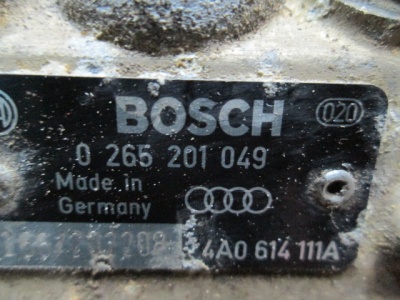 BOSCH 020
0 265 201 049
Made in
Germany
4A0 614 111A